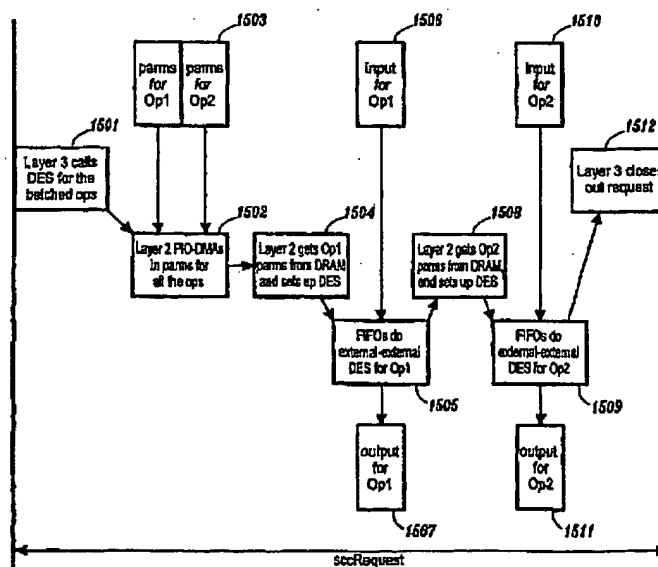 1503
1506
1510
parms for Op1
parms for Op2
input for Op1
input for Op2
1501
1512
Layer 3 calls
DES for the
batched ops
Layer 3 closes
out request
1502
1504
1508
Layer 2 PIO-DMAs
in parms for
all the ops
Layer 2 gets Op1
parms from DRAM
and sets up DES
Layer 2 gets Op2
parms from DRAM
and sets up DES
FIFOs do
external-external
DES for Op1
FIFOs do
external-external
DES for Op2
1505
1509
output
for
Op1
output
for
Op2
1507
1511
sccRequest